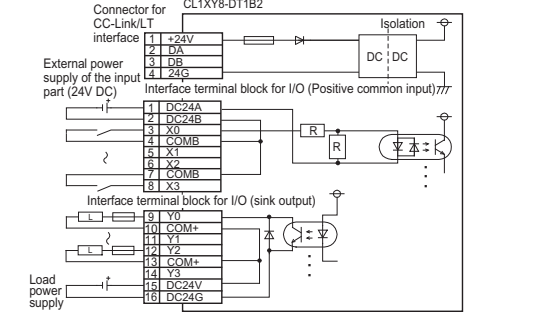 CL1XY8-DT1B2
Connector for
CC-Link/LT
interface
1 +24V
2 DA
3 DB
4 24G
Isolation
DC DC
External power
supply of the input
part (24V DC)
Interface terminal block for I/O (Positive common input)
1 DC24A
2 DC24B
3 X0
4 COMB
5 X1
6 X2
7 COMB
8 X3
R
R
Interface terminal block for I/O (sink output)
L
L
9 Y0
10 COM+
11 Y1
12 Y2
13 COM+
14 Y3
15 DC24V
16 DC24G
Load
power
supply